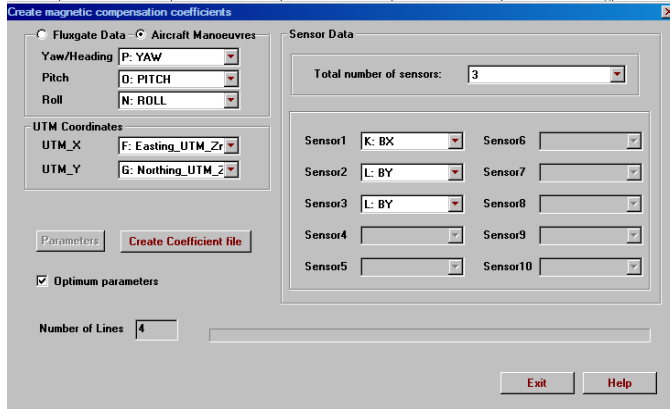 Create magnetic compensation coefficients
Fluxgate Data Aircraft Manoeuvres
Yaw/Heading P: YAW
Pitch O: PITCH
Roll N: ROLL
UTM Coordinates
UTM_X F: Easting_UTM_Zr
UTM_Y G: Northing_UTM_Z
Parameters Create Coefficient file
Optimum parameters
Number of Lines 4
Sensor Data
Total number of sensors: 3
Sensor1 K: BX Sensor6
Sensor2 L: BY Sensor7
Sensor3 L: BY Sensor8
Sensor4 Sensor9
Sensor5 Sensor10
Exit Help